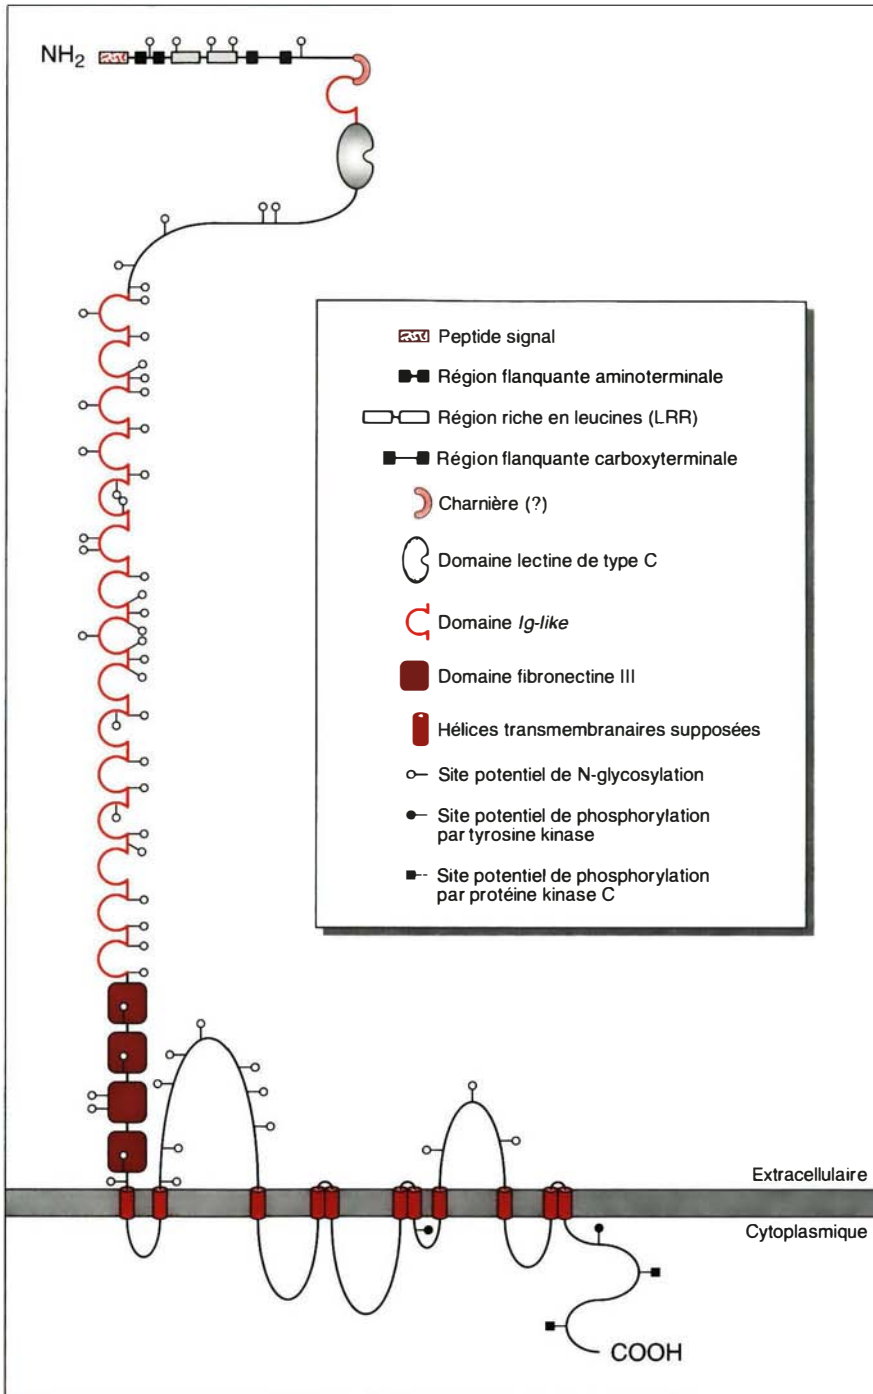 NH2
Peptide signal
Région flanquante aminoterminale
Région riche en leucines (LRR)
Région flanquante carboxyterminale
Charnière (?)
Domaine lectine de type C
Domaine Ig-like
Domaine fibronectine III
Hélices transmembranaires supposées
Site potentiel de N-glycosylation
Site potentiel de phosphorylation
par tyrosine kinase
Site potentiel de phosphorylation
par protéine kinase C
Extracellulaire
Cytoplasmique
COOH